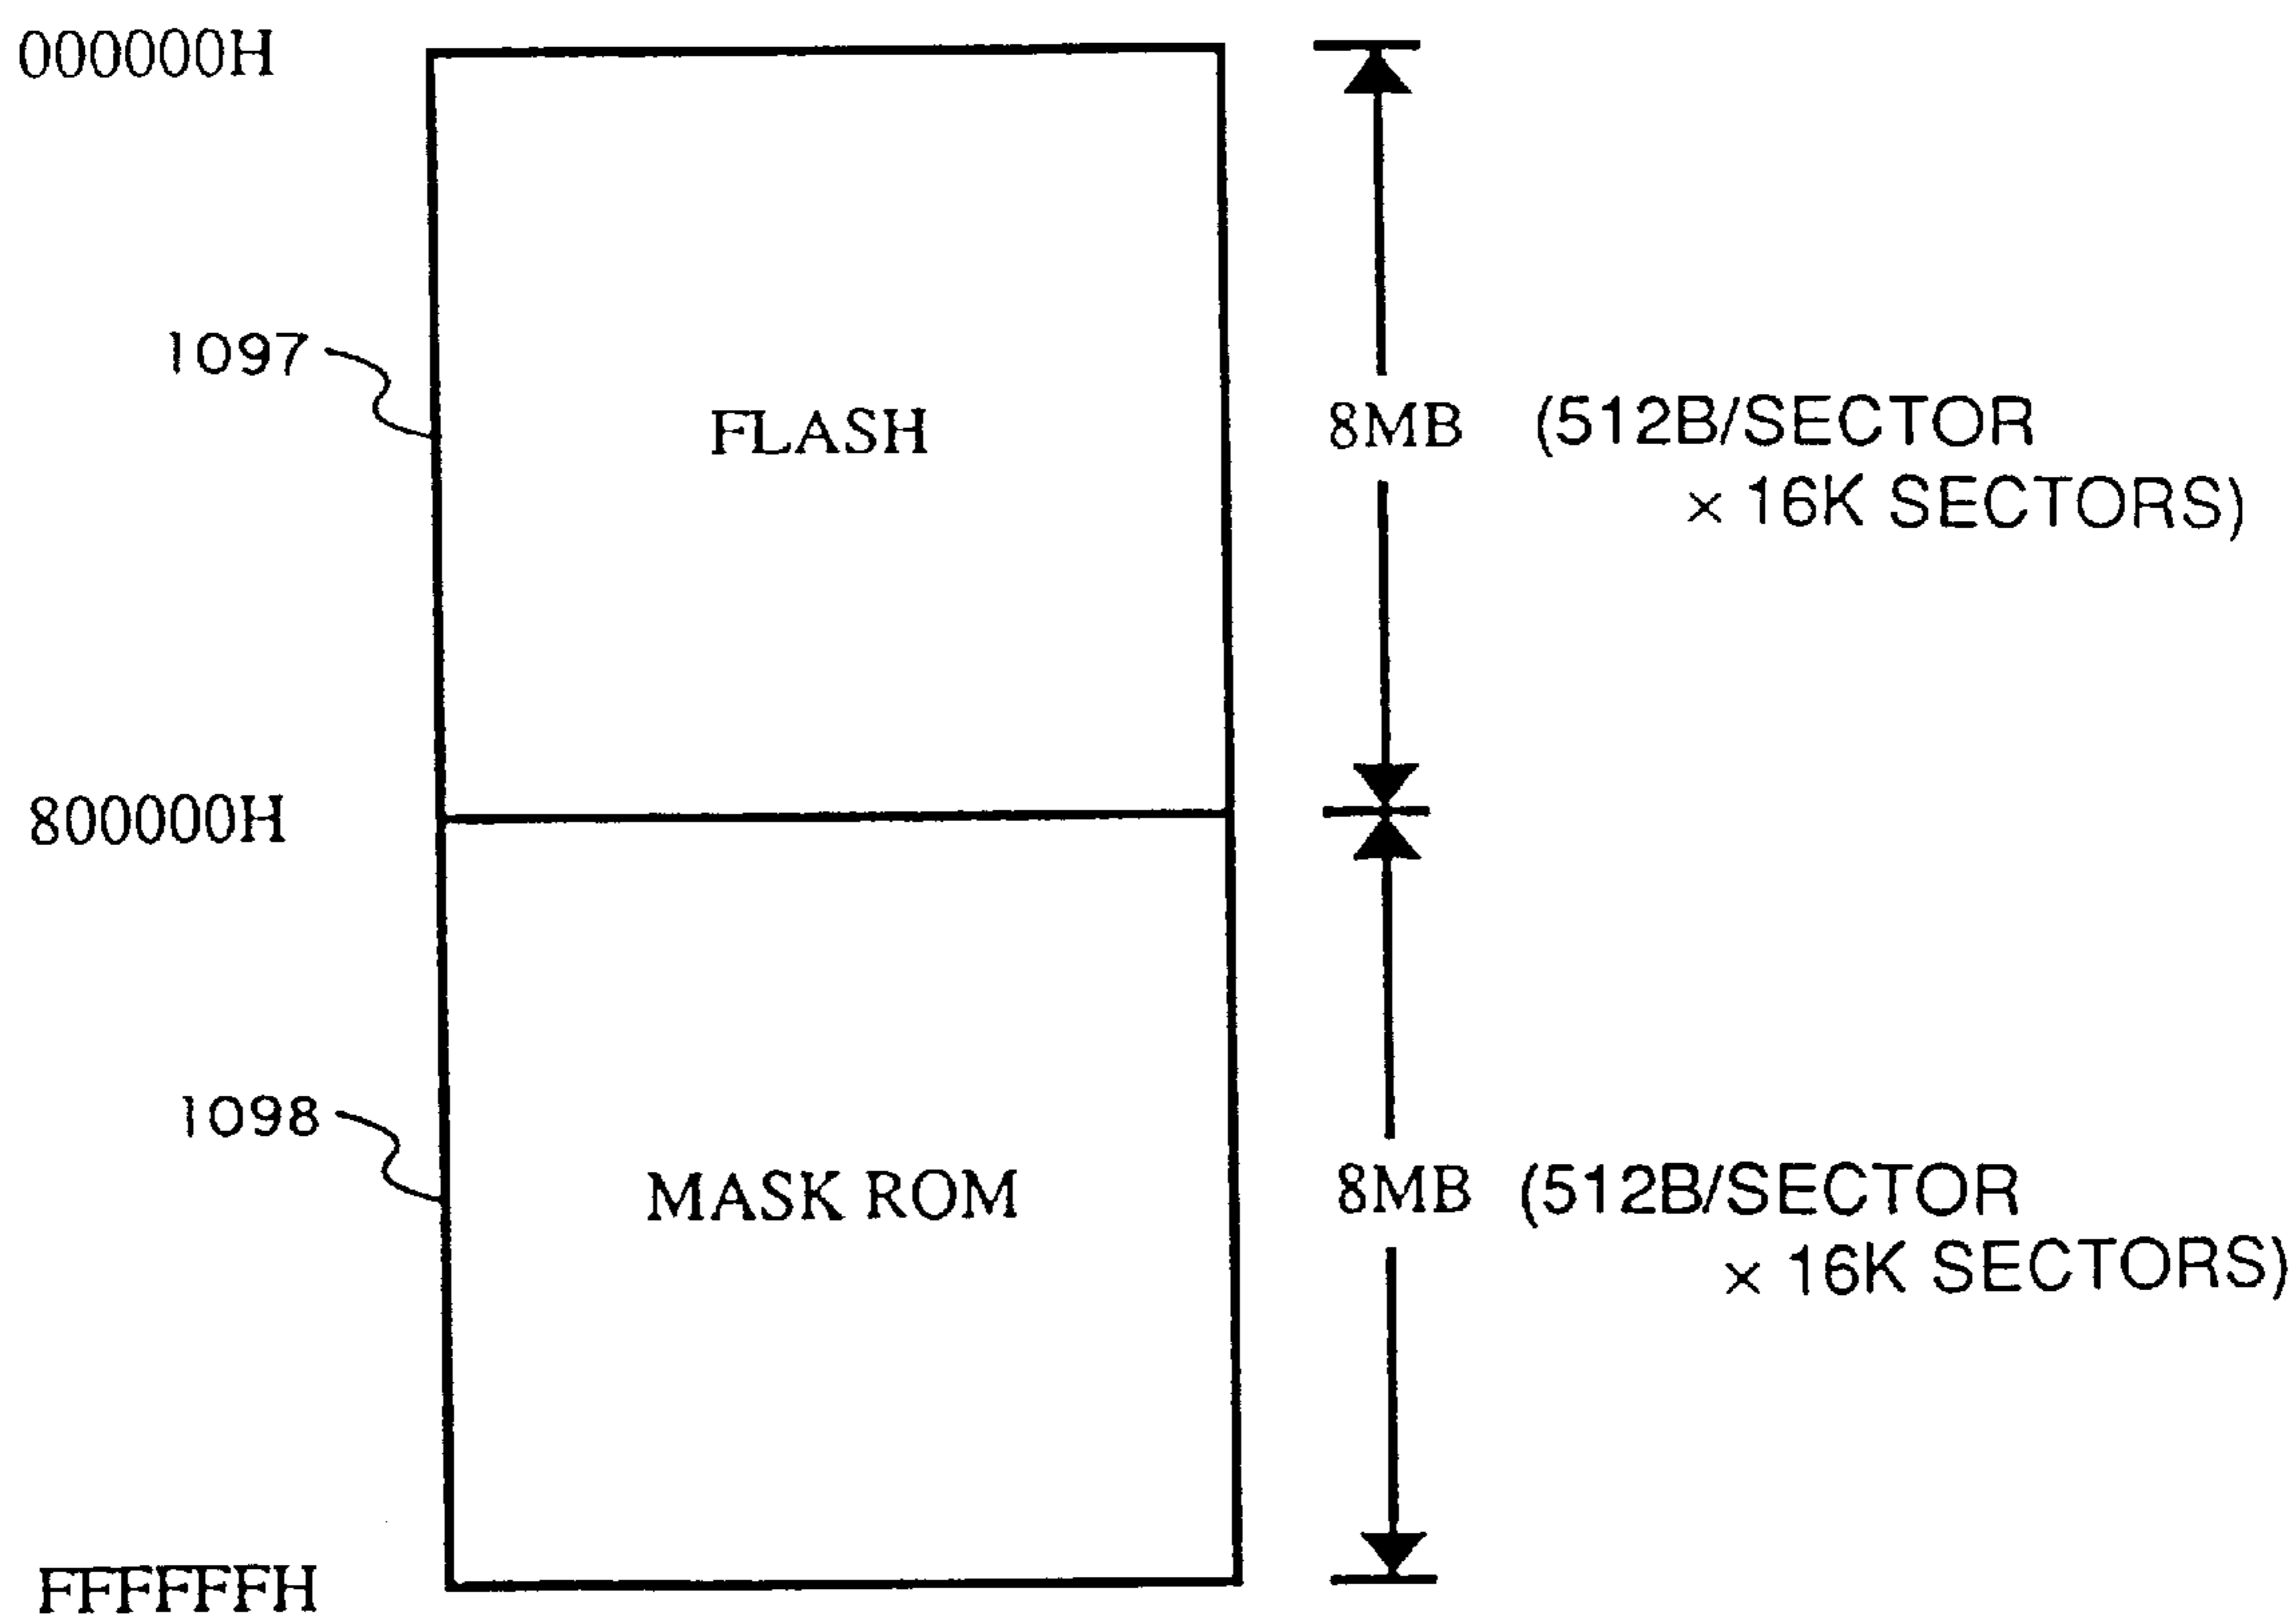 000000H
1097
FLASH
8MB (512B/SECTOR
× 16K SECTORS)
800000H
1098
MASK ROM
8MB (512B/SECTOR
× 16K SECTORS)
FFFFFFH